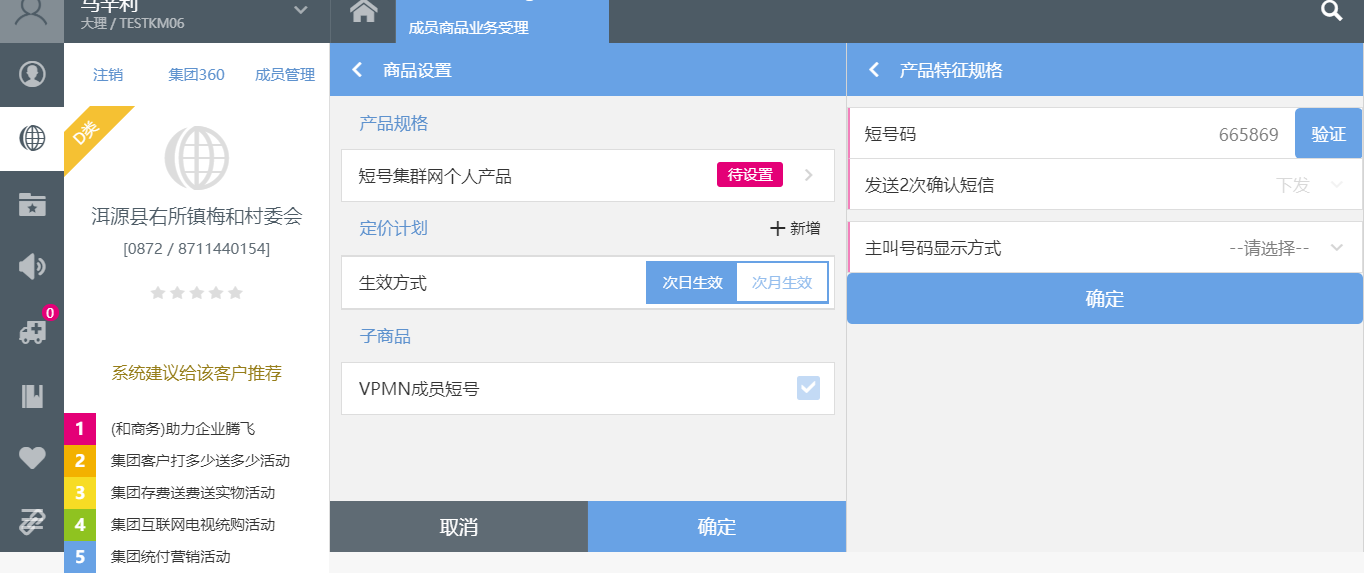 大理 / TESTKM06
成员商品业务受理
注销 集团360 成员管理
D类
洱源县右所镇梅和村委会
[0872 / 8711440154]
0
系统建议给该客户推荐
1 (和商务)助力企业腾飞
2 集团客户打多少送多少活动
3 集团存费送费送实物活动
4 集团互联网电视统购活动
5 集团统付营销活动
商品设置
产品规格
短号集群网个人产品 待设置
定价计划 新增
生效方式 次日生效 次月生效
子商品
VPMN成员短号
取消 确定
产品特征规格
短号码 665869 验证
发送2次确认短信 下发
主叫号码显示方式 --请选择--
确定